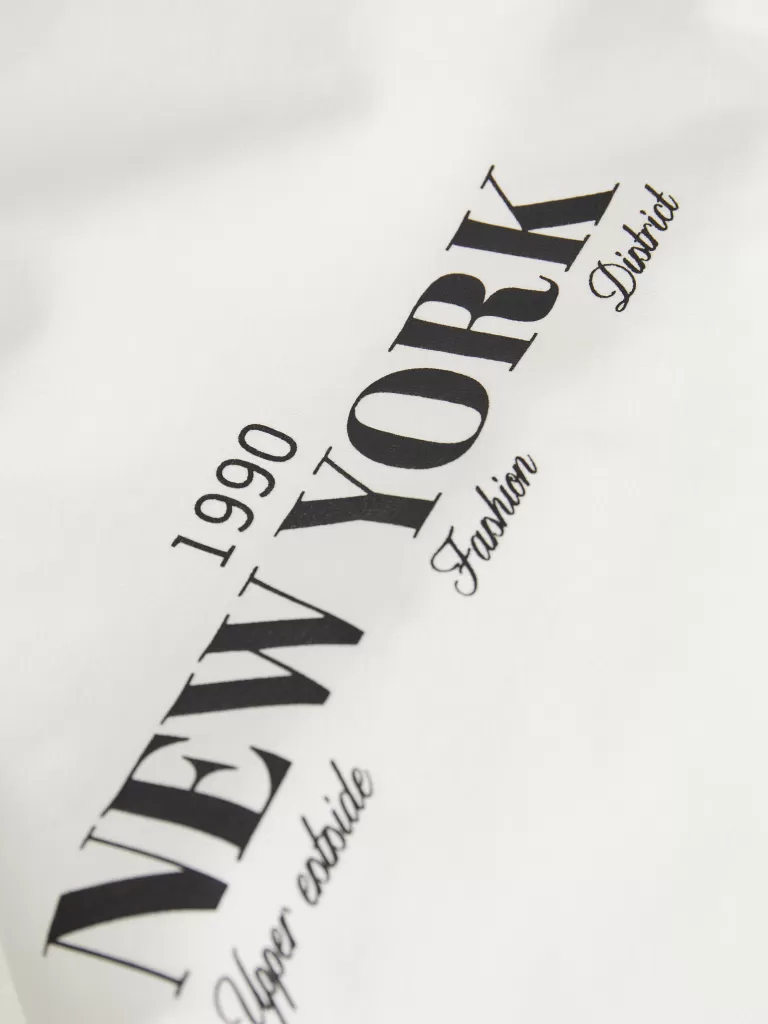 1990
NEW YORK
Upper eastside Fashion District